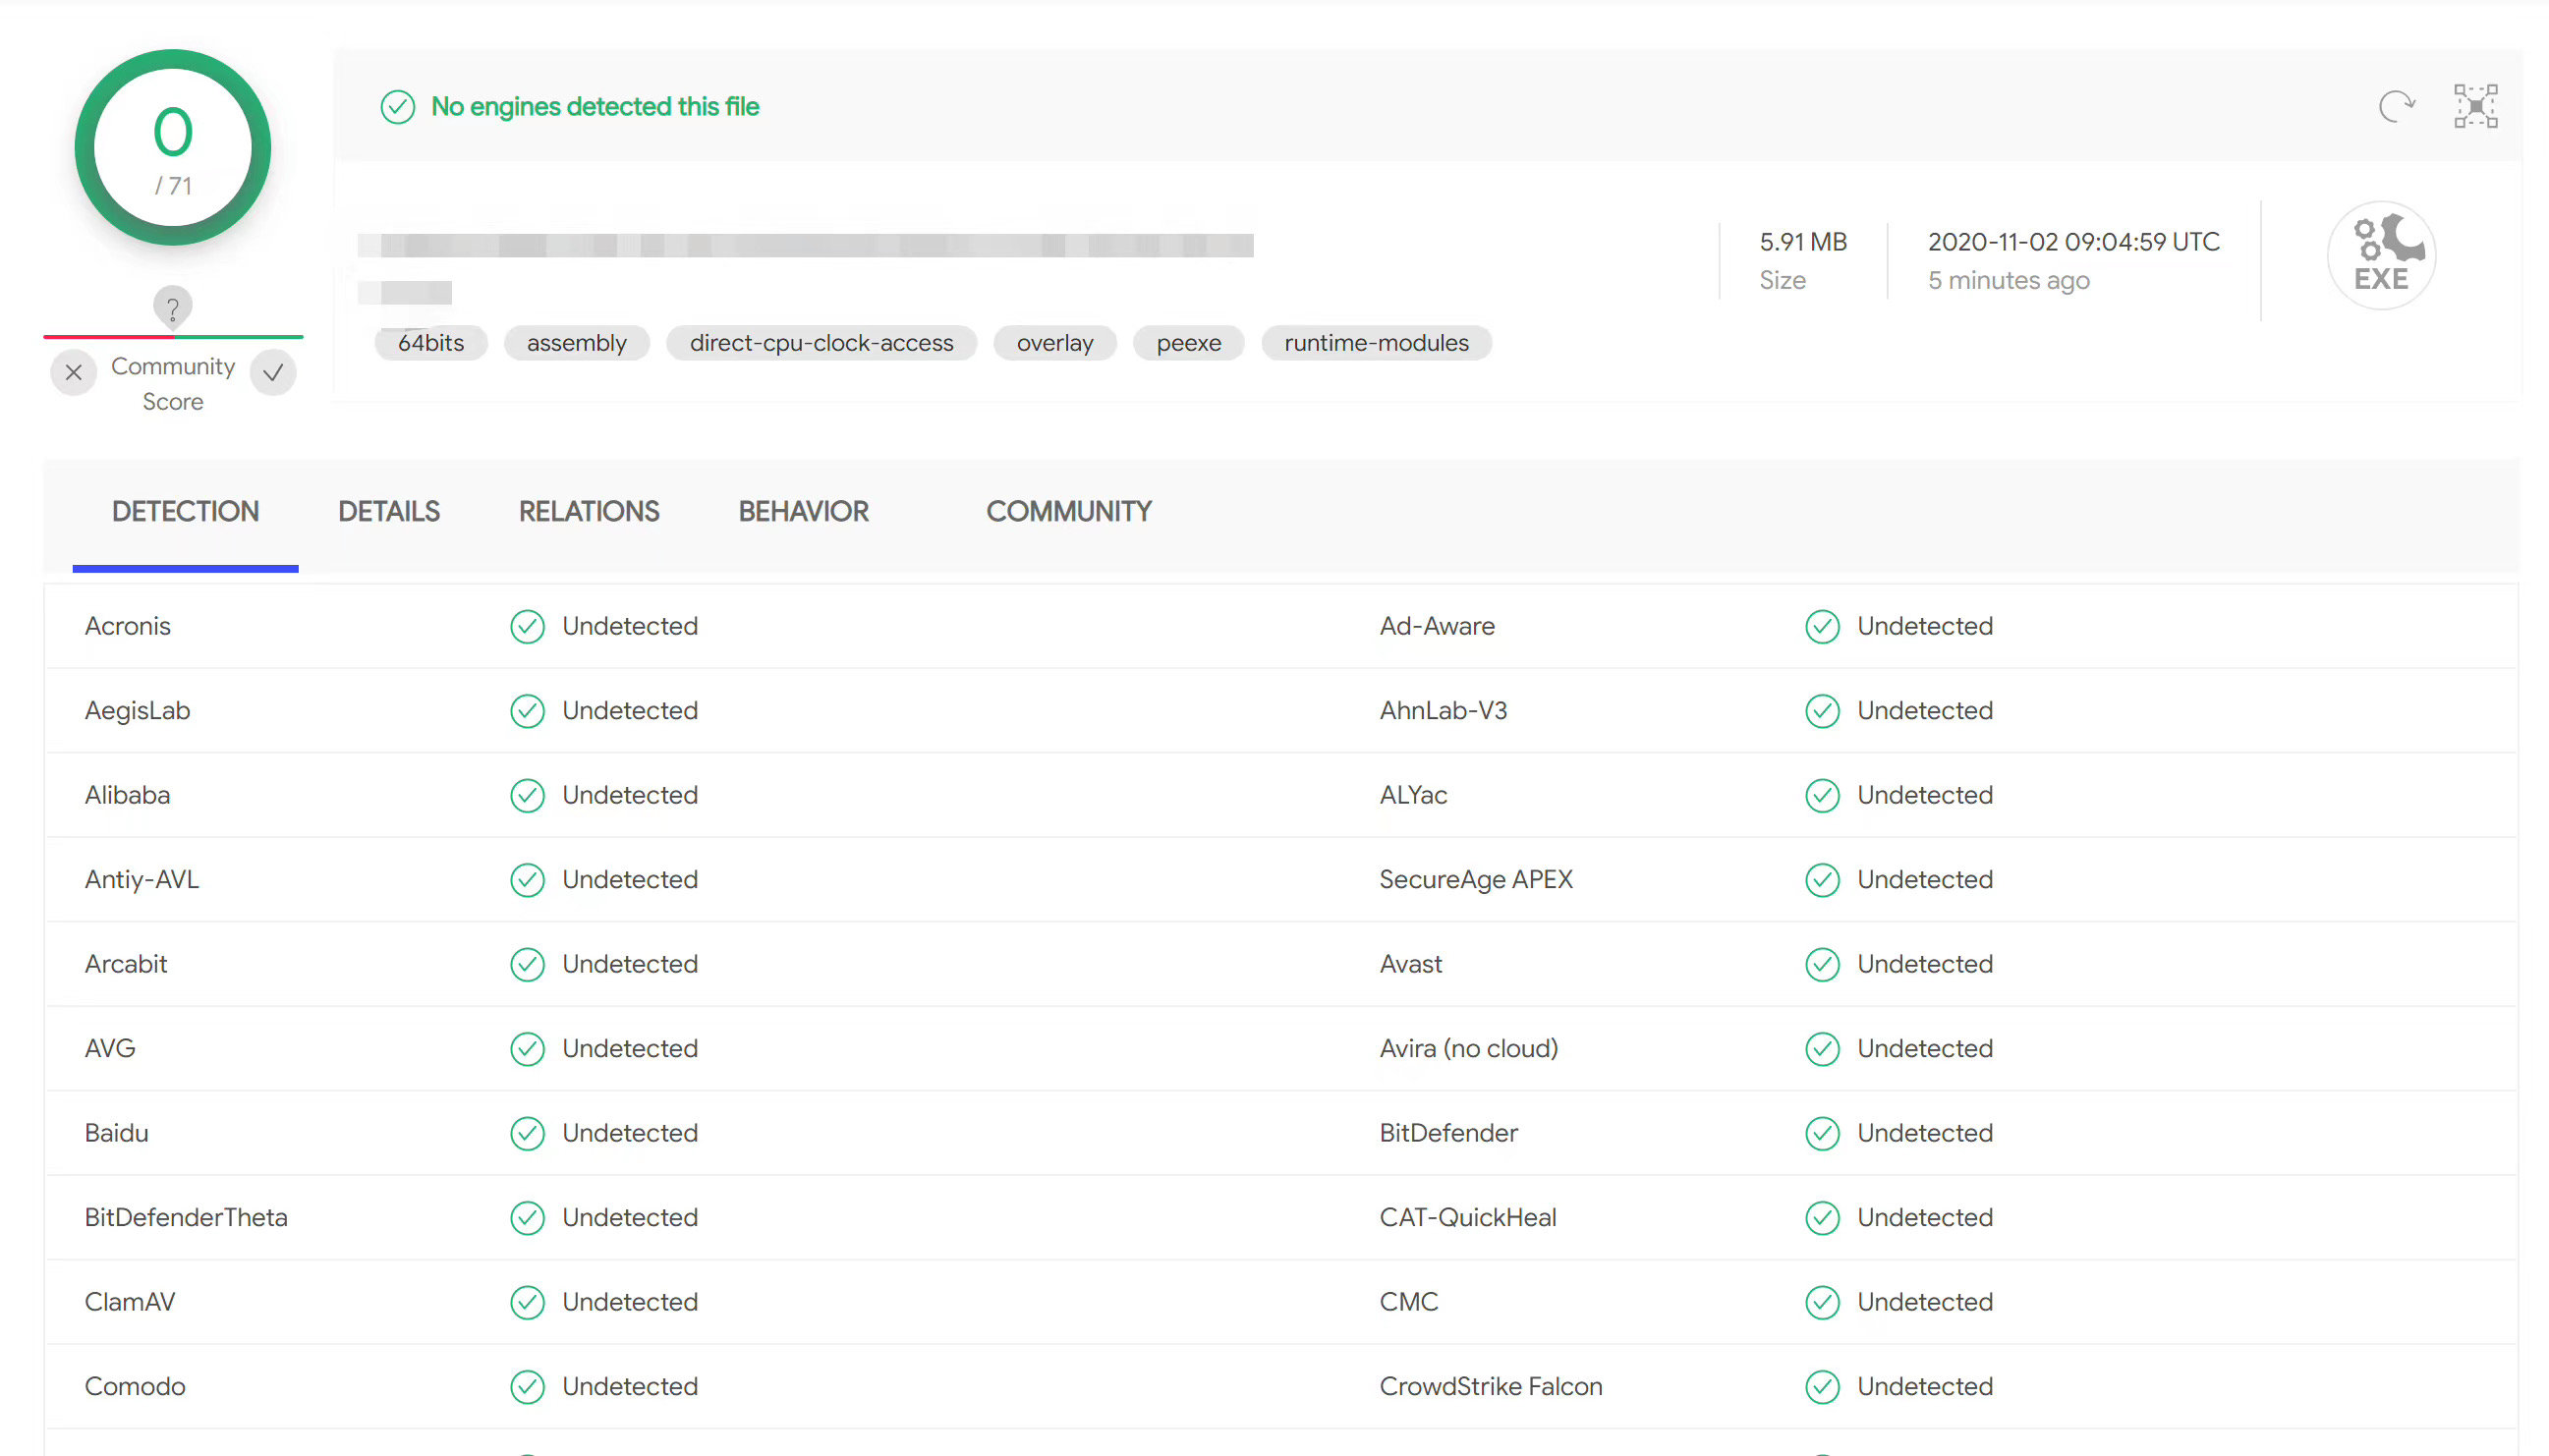 0
/ 71
?
Community
Score
No engines detected this file
64bits assembly direct-cpu-clock-access overlay peexe runtime-modules
5.91 MB
Size
2020-11-02 09:04:59 UTC
5 minutes ago
EXE
DETECTION DETAILS RELATIONS BEHAVIOR COMMUNITY
Acronis Undetected Ad-Aware Undetected
AegisLab Undetected AhnLab-V3 Undetected
Alibaba Undetected ALYac Undetected
Antiy-AVL Undetected SecureAge APEX Undetected
Arcabit Undetected Avast Undetected
AVG Undetected Avira (no cloud) Undetected
Baidu Undetected BitDefender Undetected
BitDefenderTheta Undetected CAT-QuickHeal Undetected
ClamAV Undetected CMC Undetected
Comodo Undetected CrowdStrike Falcon Undetected